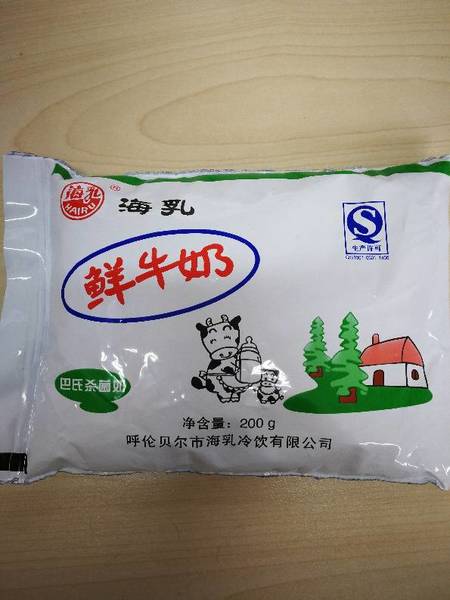 海乳
HAIRU
®
海乳
鲜牛奶
S
生产许可
巴氏杀菌奶
净含量：200 g
呼伦贝尔市海乳冷饮有限公司